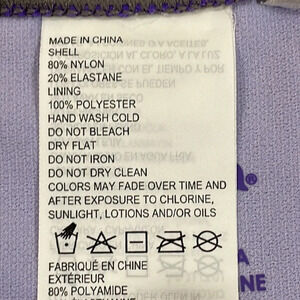 MADE IN CHINA
SHELL
80% NYLON
20% ELASTANE
LINING
100% POLYESTER
HAND WASH COLD
DO NOT BLEACH
DRY FLAT
DO NOT IRON
DO NOT DRY CLEAN
COLORS MAY FADE OVER TIME AND
AFTER EXPOSURE TO CHLORINE,
SUNLIGHT, LOTIONS AND/OR OILS
FABRIQUÉ EN CHINE
EXTÉRIEUR
80% POLYAMIDE